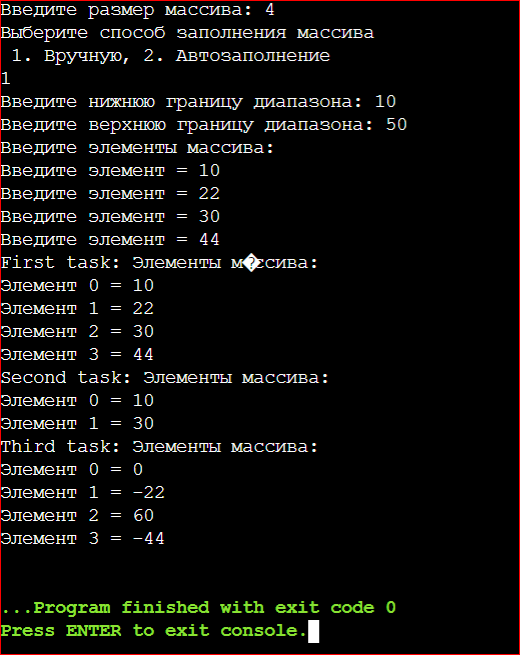 Введите размер массива: 4
Выберите способ заполнения массива
1. Вручную, 2. Автозаполнение
1
Введите нижнюю границу диапазона: 10
Введите верхнюю границу диапазона: 50
Введите элементы массива:
Введите элемент = 10
Введите элемент = 22
Введите элемент = 30
Введите элемент = 44
First task: Элементы м�ссива:
Элемент 0 = 10
Элемент 1 = 22
Элемент 2 = 30
Элемент 3 = 44
Second task: Элементы массива:
Элемент 0 = 10
Элемент 1 = 30
Third task: Элементы массива:
Элемент 0 = 0
Элемент 1 = -22
Элемент 2 = 60
Элемент 3 = -44
...Program finished with exit code 0
Press ENTER to exit console.